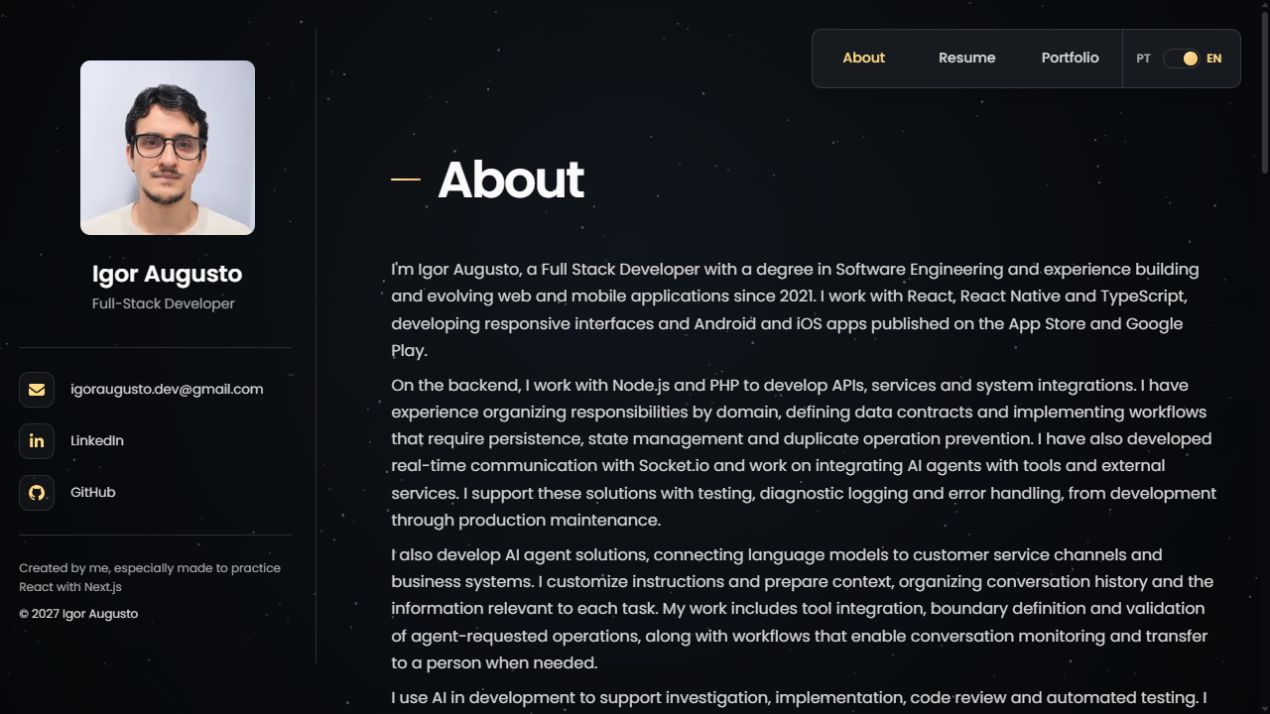 About
Resume
Portfolio
PT
EN
Igor Augusto
Full-Stack Developer
igoraugusto.dev@gmail.com
LinkedIn
GitHub
Created by me, especially made to practice
React with Next.js
© 2027 Igor Augusto
About
I'm Igor Augusto, a Full Stack Developer with a degree in Software Engineering and experience building
and evolving web and mobile applications since 2021. I work with React, React Native and TypeScript,
developing responsive interfaces and Android and iOS apps published on the App Store and Google
Play.
On the backend, I work with Node.js and PHP to develop APIs, services and system integrations. I have
experience organizing responsibilities by domain, defining data contracts and implementing workflows
that require persistence, state management and duplicate operation prevention. I have also developed
real-time communication with Socket.io and work on integrating AI agents with tools and external
services. I support these solutions with testing, diagnostic logging and error handling, from development
through production maintenance.
I also develop AI agent solutions, connecting language models to customer service channels and
business systems. I customize instructions and prepare context, organizing conversation history and the
information relevant to each task. My work includes tool integration, boundary definition and validation
of agent-requested operations, along with workflows that enable conversation monitoring and transfer
to a person when needed.
I use AI in development to support investigation, implementation, code review and automated testing. I